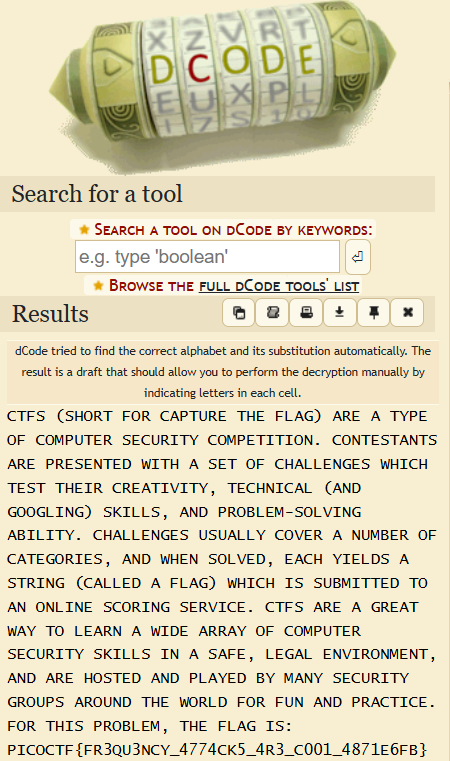 X Z V R T
D C O D E
E U X P L
Search for a tool
★ SEARCH A TOOL ON DCODE BY KEYWORDS:
e.g. type 'boolean'
★ BROWSE THE FULL DCODE TOOLS' LIST
Results
dCode tried to find the correct alphabet and its substitution automatically. The
result is a draft that should allow you to perform the decryption manually by
indicating letters in each cell.
CTFS (SHORT FOR CAPTURE THE FLAG) ARE A TYPE
OF COMPUTER SECURITY COMPETITION. CONTESTANTS
ARE PRESENTED WITH A SET OF CHALLENGES WHICH
TEST THEIR CREATIVITY, TECHNICAL (AND
GOOGLING) SKILLS, AND PROBLEM-SOLVING
ABILITY. CHALLENGES USUALLY COVER A NUMBER OF
CATEGORIES, AND WHEN SOLVED, EACH YIELDS A
STRING (CALLED A FLAG) WHICH IS SUBMITTED TO
AN ONLINE SCORING SERVICE. CTFS ARE A GREAT
WAY TO LEARN A WIDE ARRAY OF COMPUTER
SECURITY SKILLS IN A SAFE, LEGAL ENVIRONMENT,
AND ARE HOSTED AND PLAYED BY MANY SECURITY
GROUPS AROUND THE WORLD FOR FUN AND PRACTICE.
FOR THIS PROBLEM, THE FLAG IS:
PICOCTF{FR3QU3NCY_4774CK5_4R3_C001_4871E6FB}